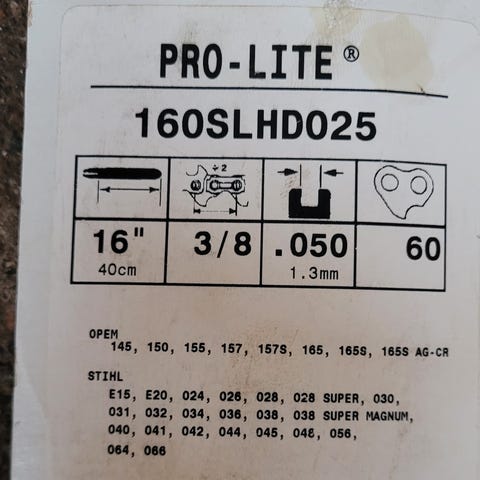 PRO-LITE®
160SLHD025
÷2
16" 3/8 .050 60
40cm 1.3mm
OPEM
145, 150, 155, 157, 157S, 165, 165S, 165S AG-CR
STIHL
E15, E20, 024, 026, 028, 028 SUPER, 030,
031, 032, 034, 036, 038, 038 SUPER MAGNUM,
040, 041, 042, 044, 045, 048, 056,
064, 066